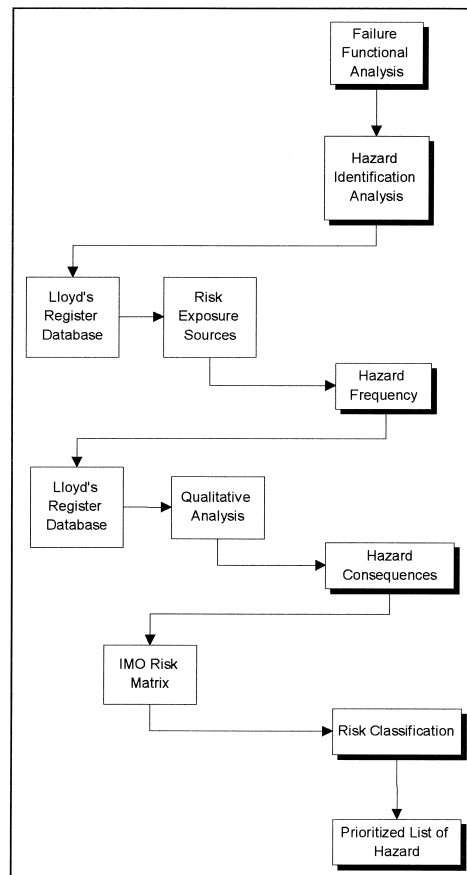 Failure
Functional
Analysis
Hazard
Identification
Analysis
Lloyd's
Register
Database
Risk
Exposure
Sources
Hazard
Frequency
Lloyd's
Register
Database
Qualitative
Analysis
Hazard
Consequences
IMO Risk
Matrix
Risk Classification
Prioritized List of
Hazard